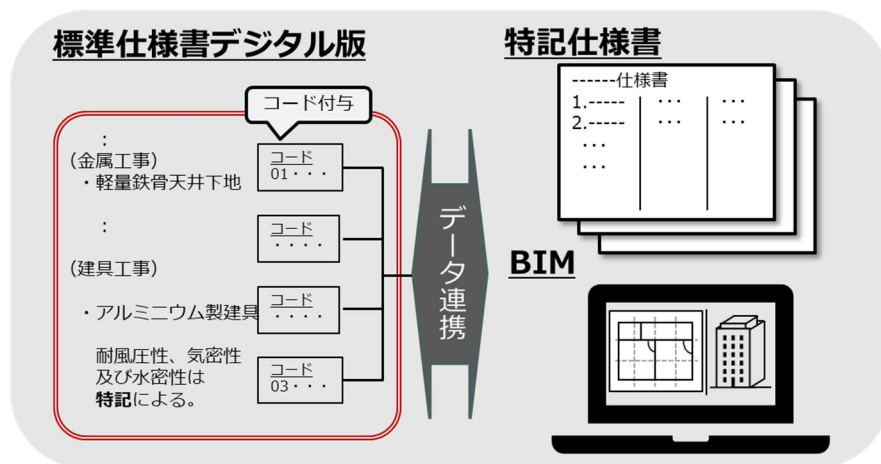 標準仕様書デジタル版
コード付与
：
(金属工事)
・軽量鉄骨天井下地
コード
01・・・
：
コード
・・・・
(建具工事)
・アルミニウム製建具
コード
・・・・
耐風圧性、気密性
及び水密性は
特記による。
コード
03・・・
データ連携
特記仕様書
------仕様書
1.----- ･･･ ･･･
2.----- ･･･ ･･･
･･･
･･･
BIM